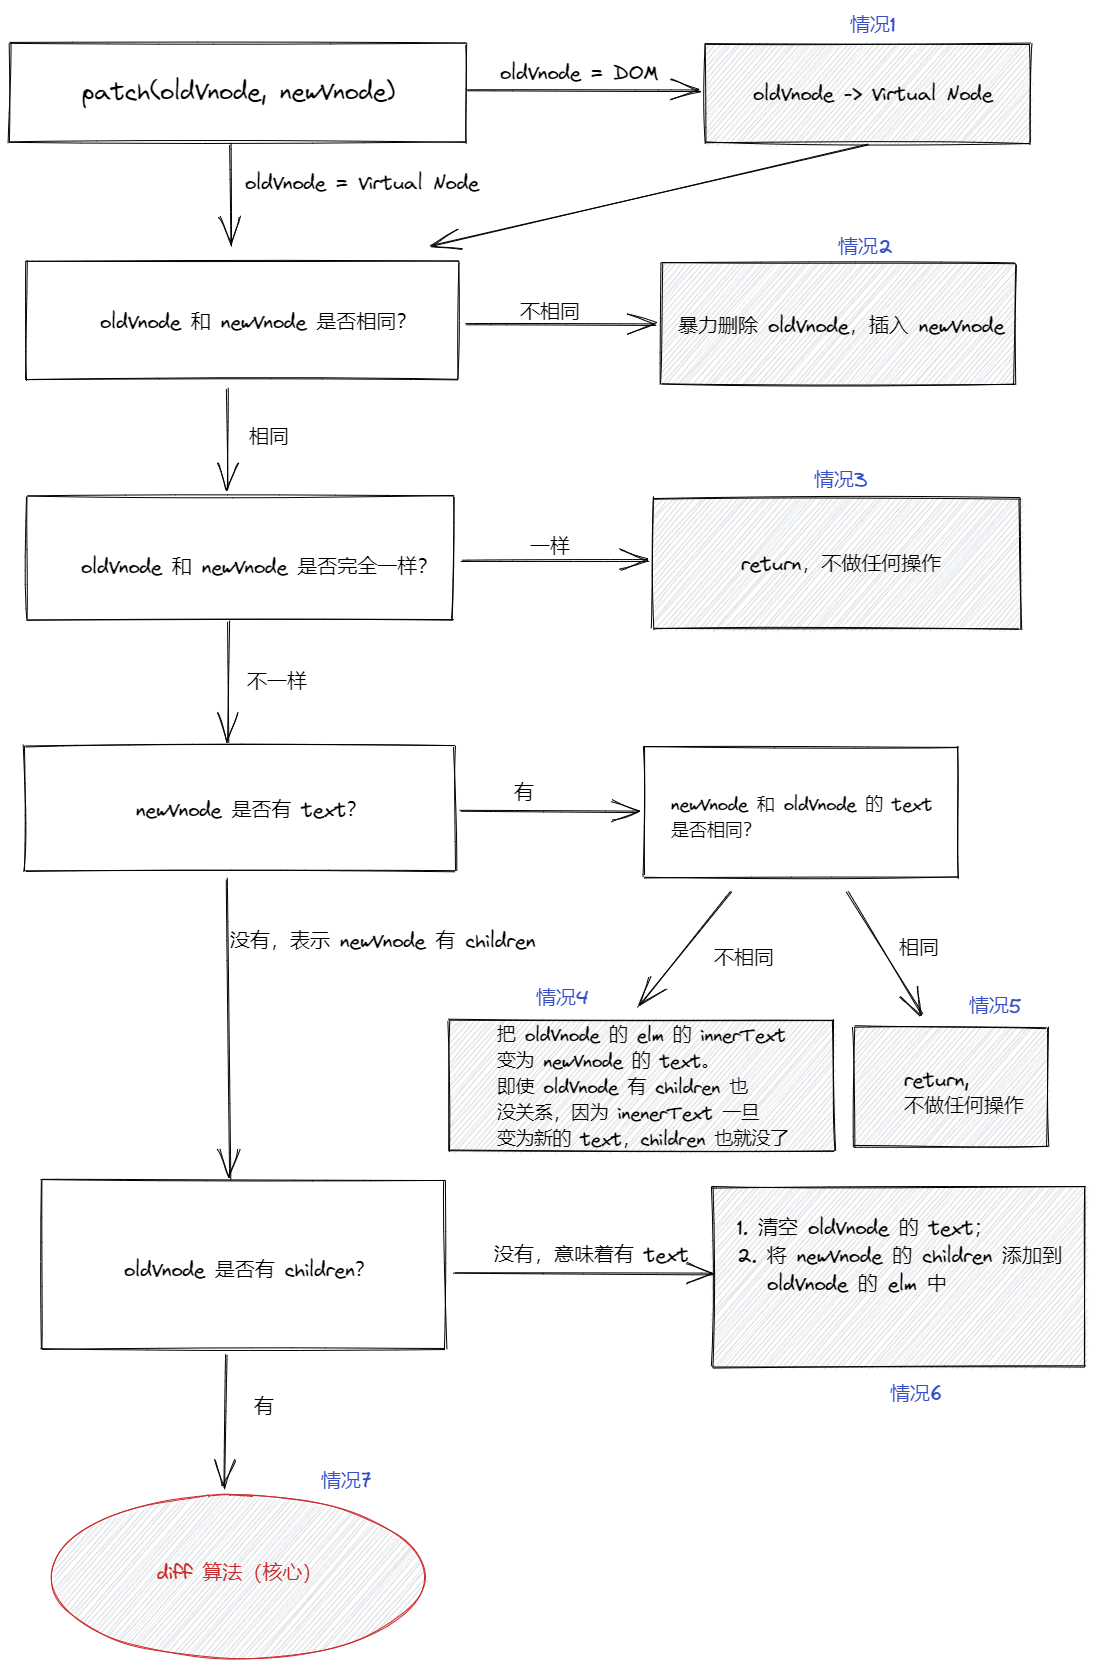 情况1
patch(oldVnode, newVnode)
oldVnode = DOM
oldVnode -> Virtual Node
oldVnode = Virtual Node
情况2
oldVnode 和 newVnode 是否相同?
不相同
暴力删除 oldVnode，插入 newVnode
相同
情况3
oldVnode 和 newVnode 是否完全一样?
一样
return，不做任何操作
不一样
newVnode 是否有 text?
有
newVnode 和 oldVnode 的 text
是否相同?
没有，表示 newVnode 有 children
不相同
相同
情况4
情况5
把 oldVnode 的 elm 的 innerText
变为 newVnode 的 text。
即使 oldVnode 有 children 也
没关系，因为 inenerText 一旦
变为新的 text，children 也就没了
return,
不做任何操作
oldVnode 是否有 children?
没有，意味着有 text
1. 清空 oldVnode 的 text;
2. 将 newVnode 的 children 添加到
oldVnode 的 elm 中
情况6
有
情况7
diff 算法（核心）